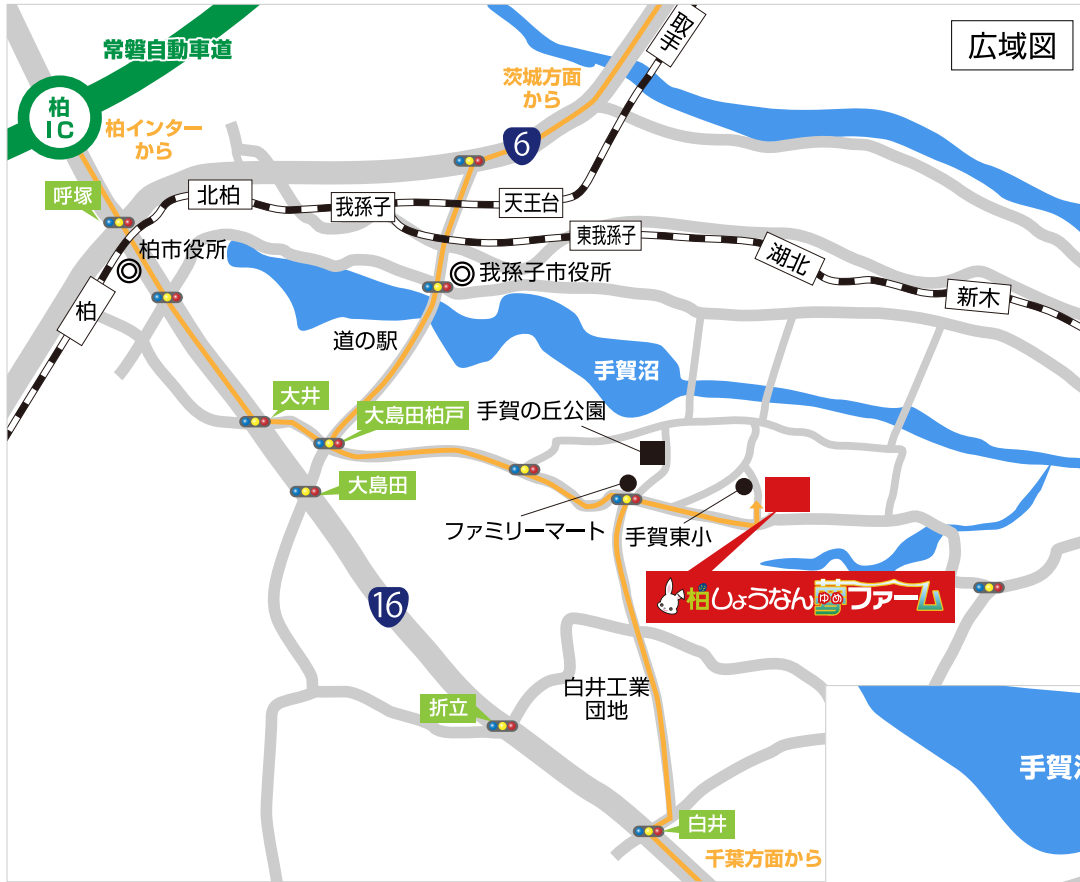 常磐自動車道
取手
広域図
柏
IC
柏インター
から
茨城方面
から
6
呼塚
北柏
我孫子
天王台
東我孫子
柏市役所
我孫子市役所
湖北
新木
柏
道の駅
手賀沼
大井
大島田柏戸
手賀の丘公園
大島田
ファミリーマート
手賀東小
柏しょうなん夢ファーム
かしわ
ゆめ
16
白井工業
団地
折立
手賀沼
白井
千葉方面から